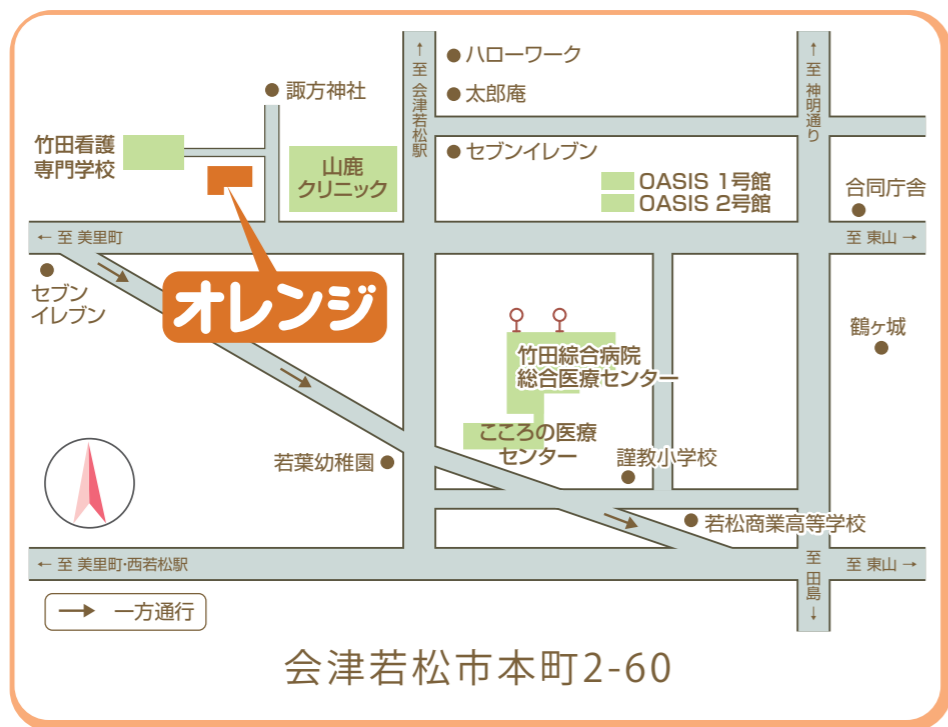 ↑ 至 会津若松駅
ハローワーク
太郎庵
セブンイレブン
↑ 至 神明通り
諏方神社
竹田看護
専門学校
山鹿
クリニック
OASIS 1号館
OASIS 2号館
合同庁舎
← 至 美里町
至 東山 →
セブン
イレブン
オレンジ
鶴ヶ城
竹田綜合病院
総合医療センター
こころの医療
センター
若葉幼稚園
謹教小学校
若松商業高等学校
← 至 美里町・西若松駅
至 田島 ↓
至 東山 →
→ 一方通行
会津若松市本町2-60